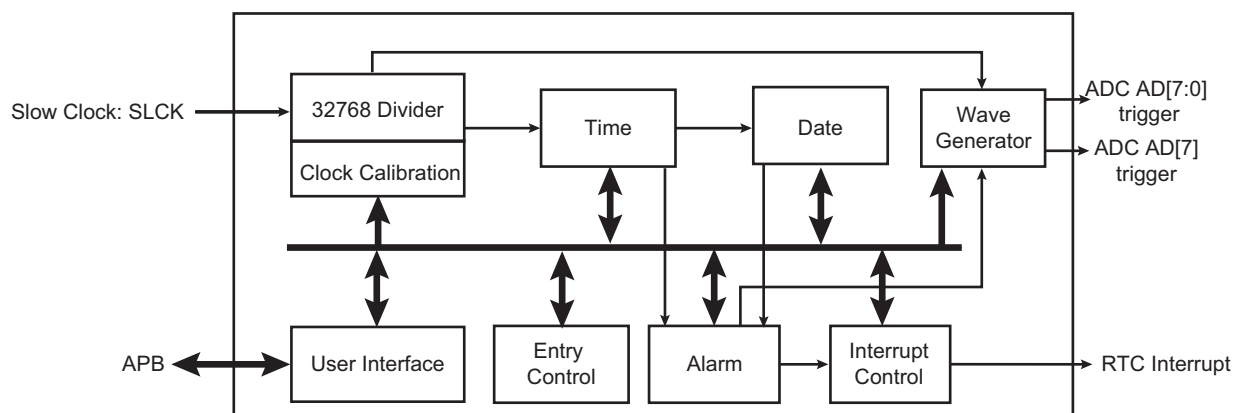 Slow Clock: SLCK
32768 Divider
Clock Calibration
Time
Date
Wave
Generator
ADC AD[7:0]
trigger
ADC AD[7]
trigger
APB
User Interface
Entry
Control
Alarm
Interrupt
Control
RTC Interrupt